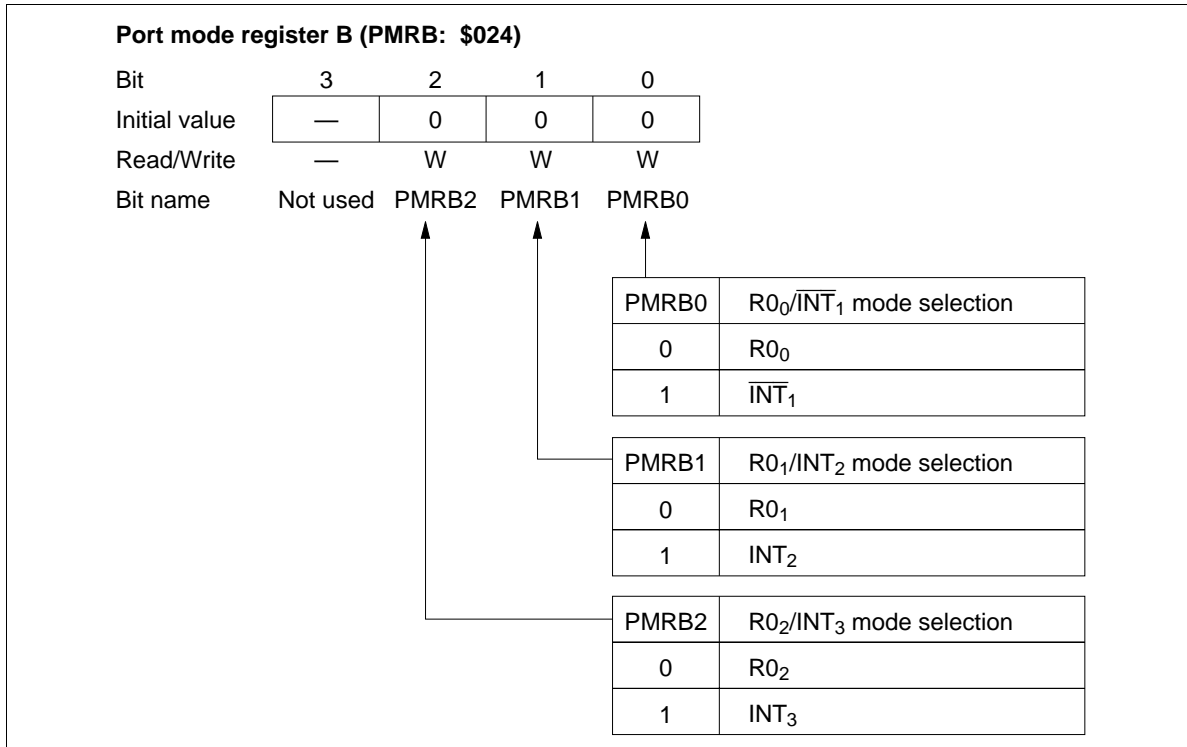 Port mode register B (PMRB: $024)
Bit 3 2 1 0
Initial value — 0 0 0
Read/Write — W W W
Bit name Not used PMRB2 PMRB1 PMRB0
PMRB0 R0₀/I̅N̅T̅₁ mode selection
0 R0₀
1 I̅N̅T̅₁
PMRB1 R0₁/INT₂ mode selection
0 R0₁
1 INT₂
PMRB2 R0₂/INT₃ mode selection
0 R0₂
1 INT₃